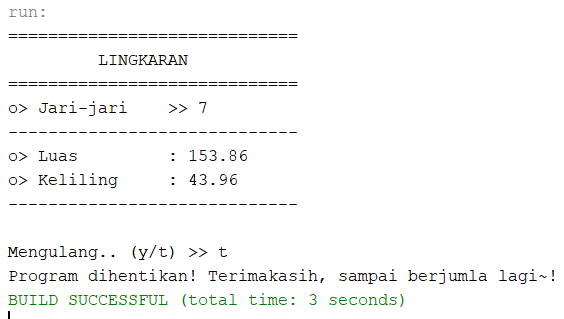 run:
=============================
         LINGKARAN
=============================
o> Jari-jari    >> 7
-----------------------------
o> Luas         : 153.86
o> Keliling     : 43.96
-----------------------------

Mengulang.. (y/t) >> t
Program dihentikan! Terimakasih, sampai berjumla lagi~!
BUILD SUCCESSFUL (total time: 3 seconds)